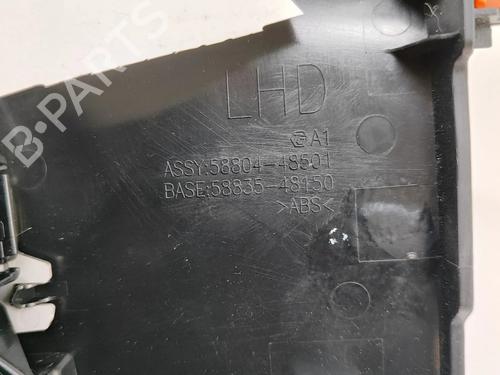 B-PARTS
LHD
A1
ASSY:58804-48501
BASE:58835-48150
>ABS<